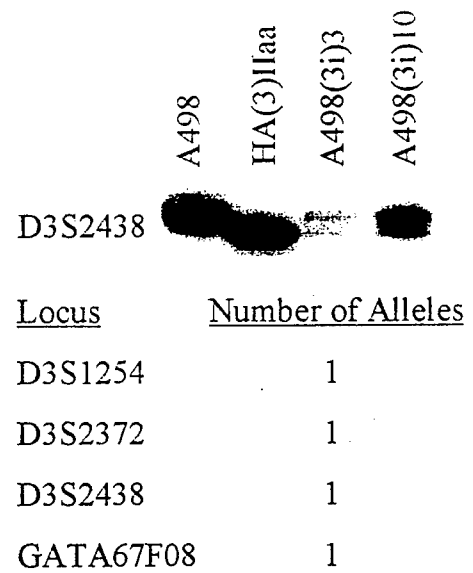 A498 HA(3)IIaa A498(3i)3 A498(3i)10
D3S2438
Locus Number of Alleles
D3S1254 1
D3S2372 1
D3S2438 1
GATA67F08 1